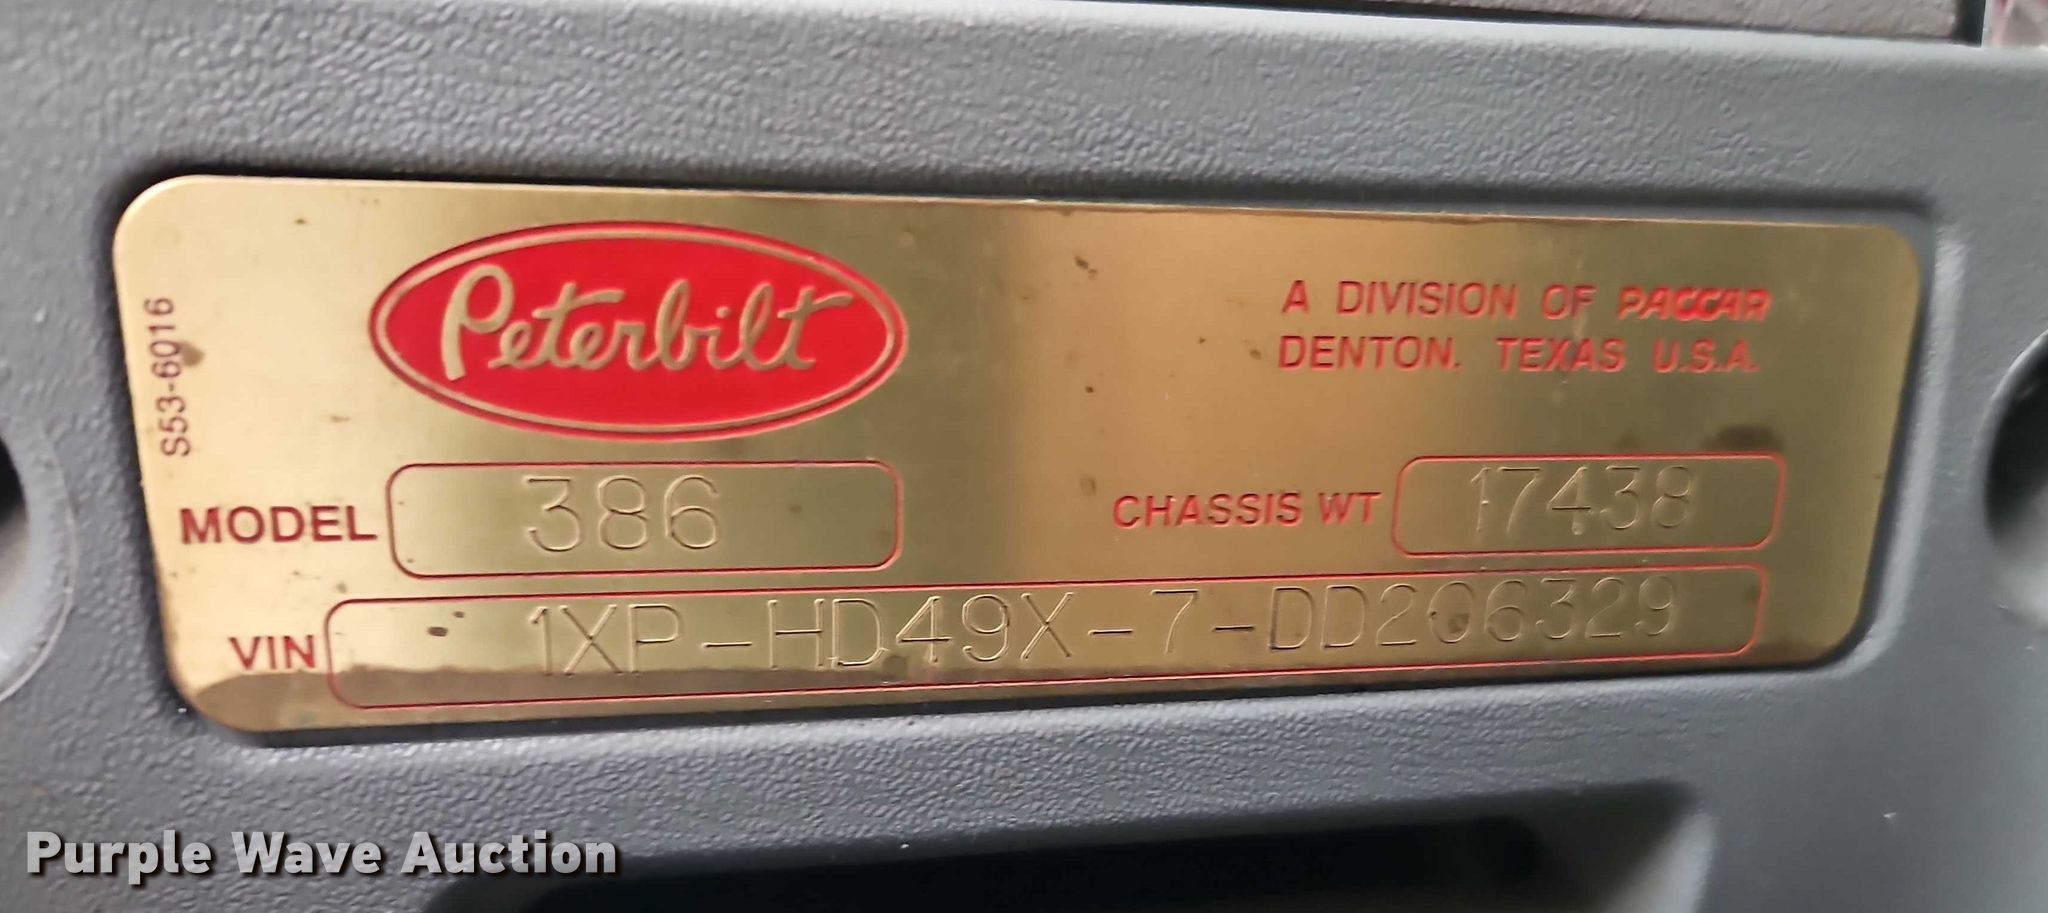 S53-6016
Peterbilt
A DIVISION OF PACCAR
DENTON, TEXAS U.S.A.
MODEL 386
CHASSIS WT 17438
VIN 1XP-HD49X-7-DD206329
Purple Wave Auction